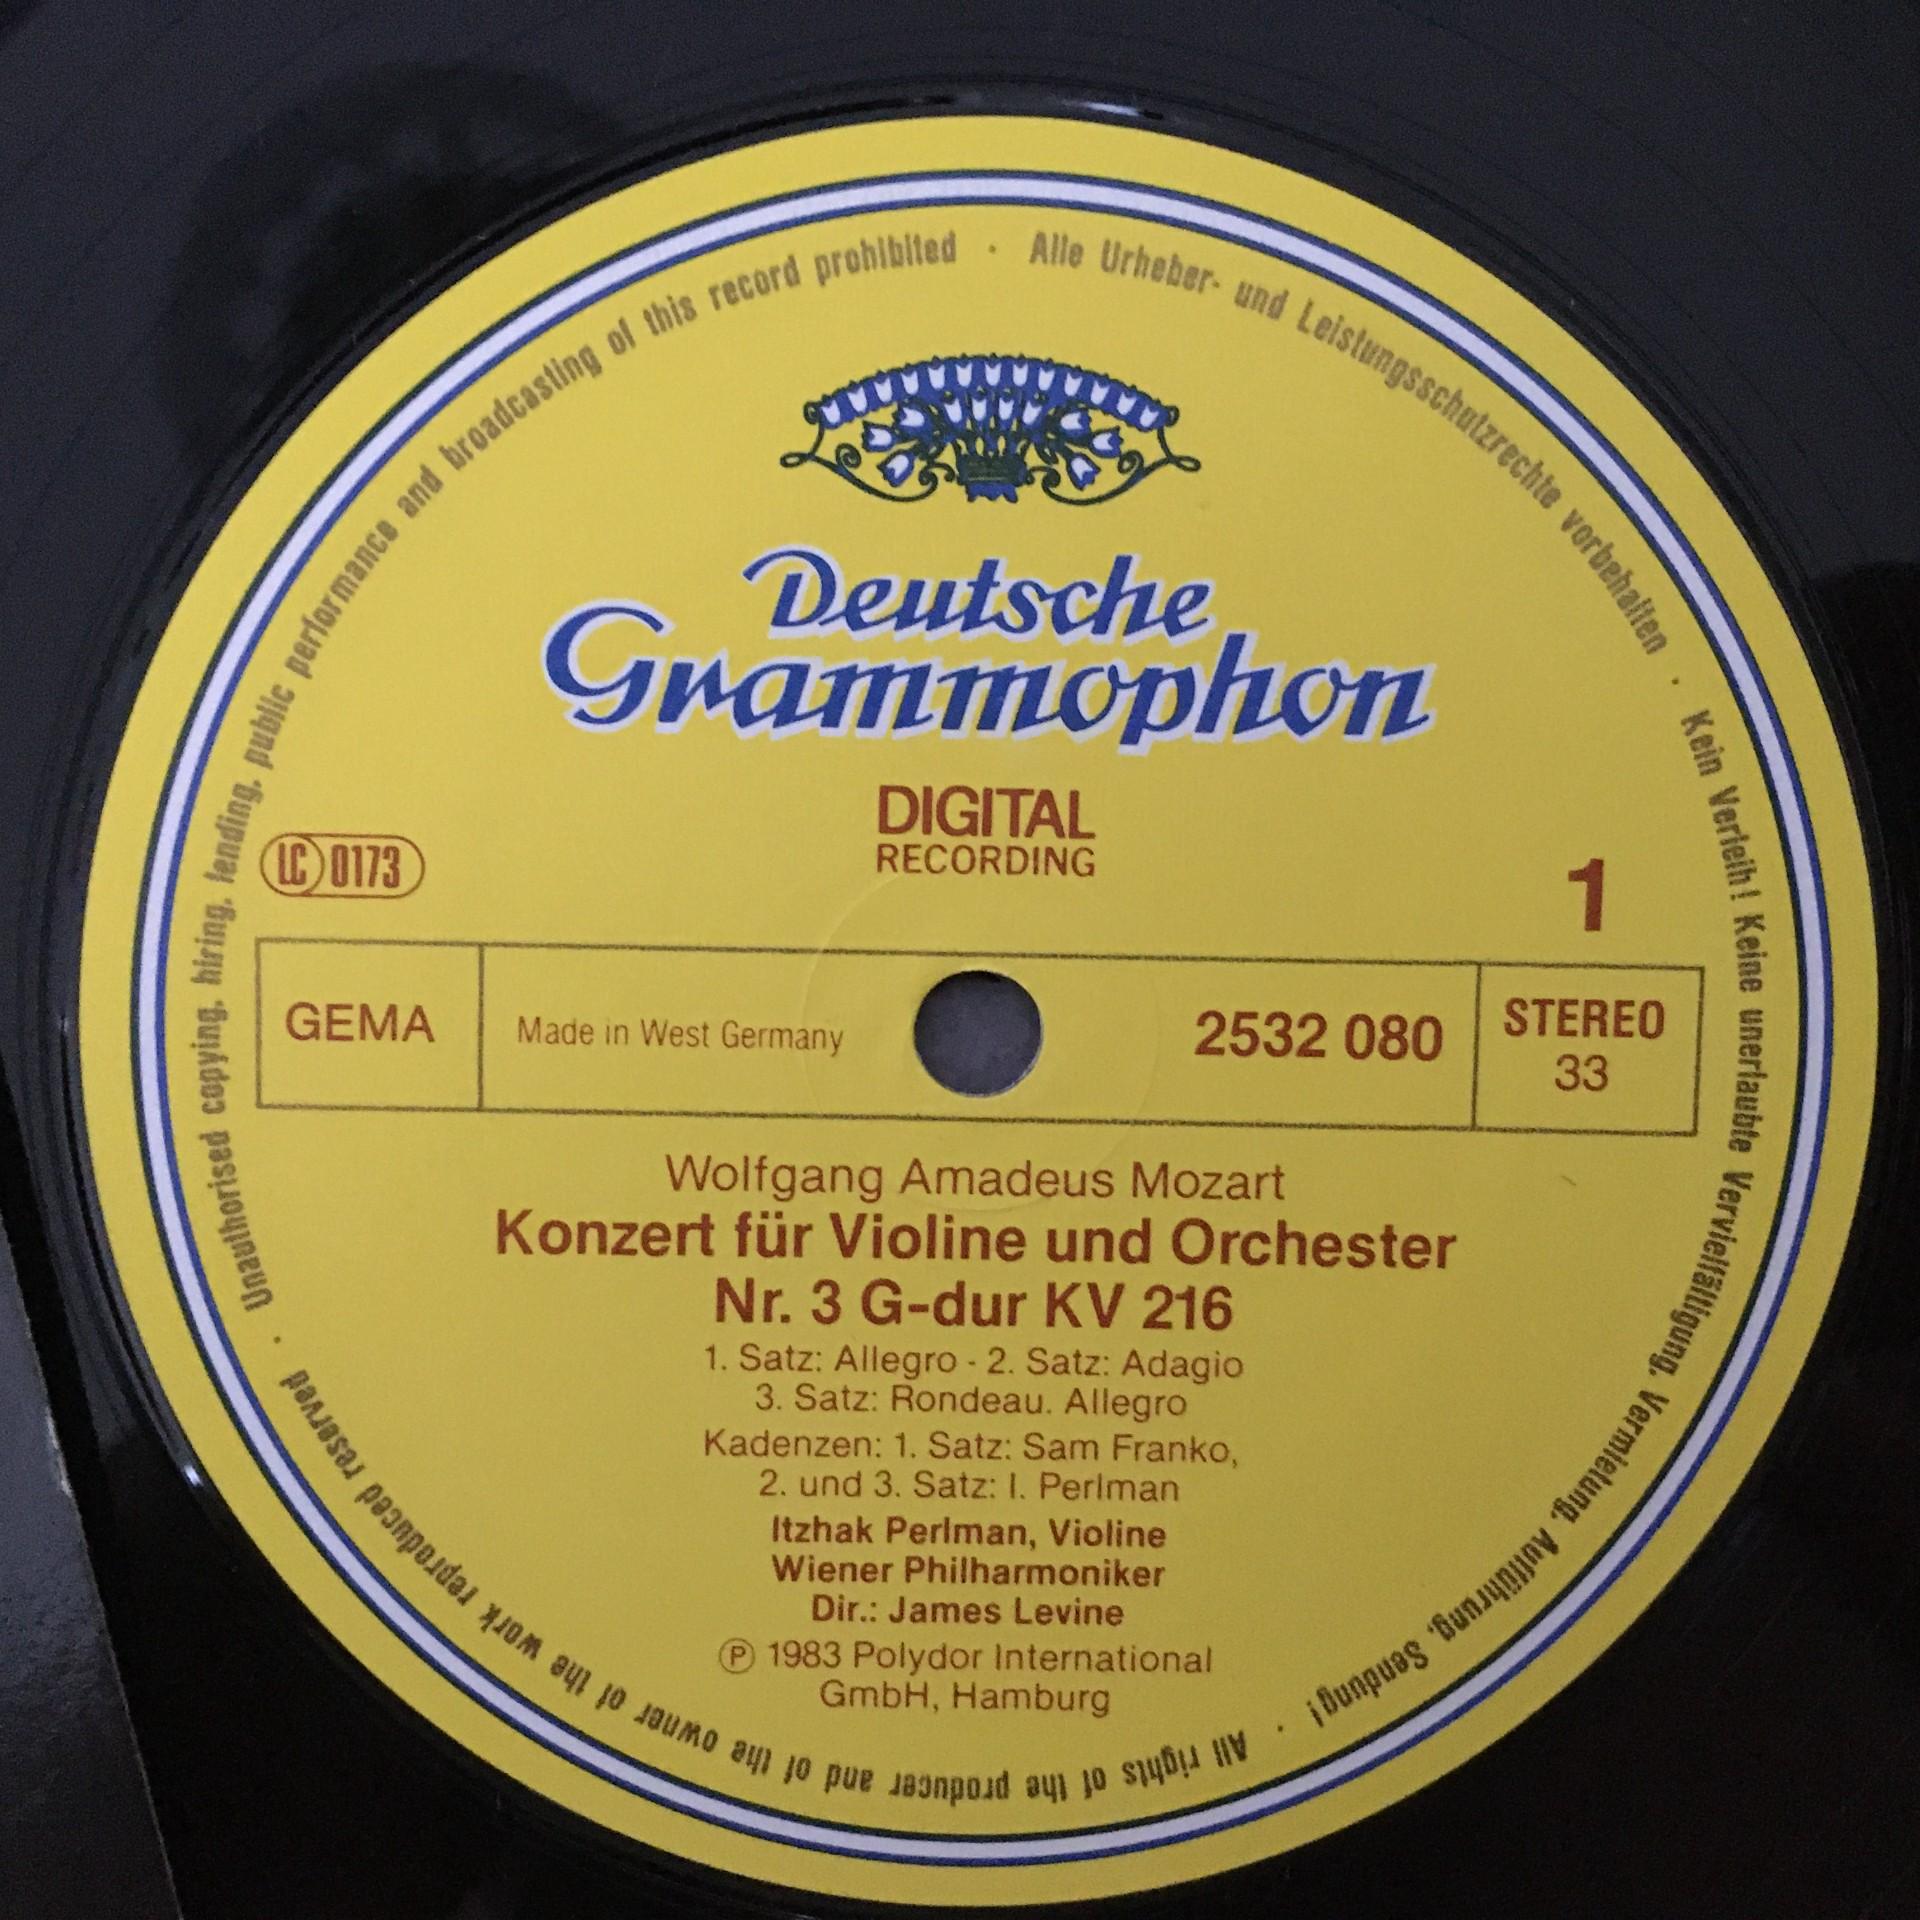 Deutsche
Grammophon
DIGITAL
RECORDING
LC 0173
1
GEMA
Made in West Germany
2532 080
STEREO
33
Wolfgang Amadeus Mozart
Konzert für Violine und Orchester
Nr. 3 G-dur KV 216
1. Satz: Allegro - 2. Satz: Adagio
3. Satz: Rondeau. Allegro
Kadenzen: 1. Satz: Sam Franko,
2. und 3. Satz: I. Perlman
Itzhak Perlman, Violine
Wiener Philharmoniker
Dir.: James Levine
℗ 1983 Polydor International
GmbH, Hamburg
Alle Urheber- und Leistungsschutzrechte vorbehalten · Kein Verleih! Keine unerlaubte Vervielfältigung, Vermietung, Aufführung, Sendung! · All rights of the producer and of the owner of the work reproduced reserved · Unauthorised copying, hiring, lending, public performance and broadcasting of this record prohibited ·